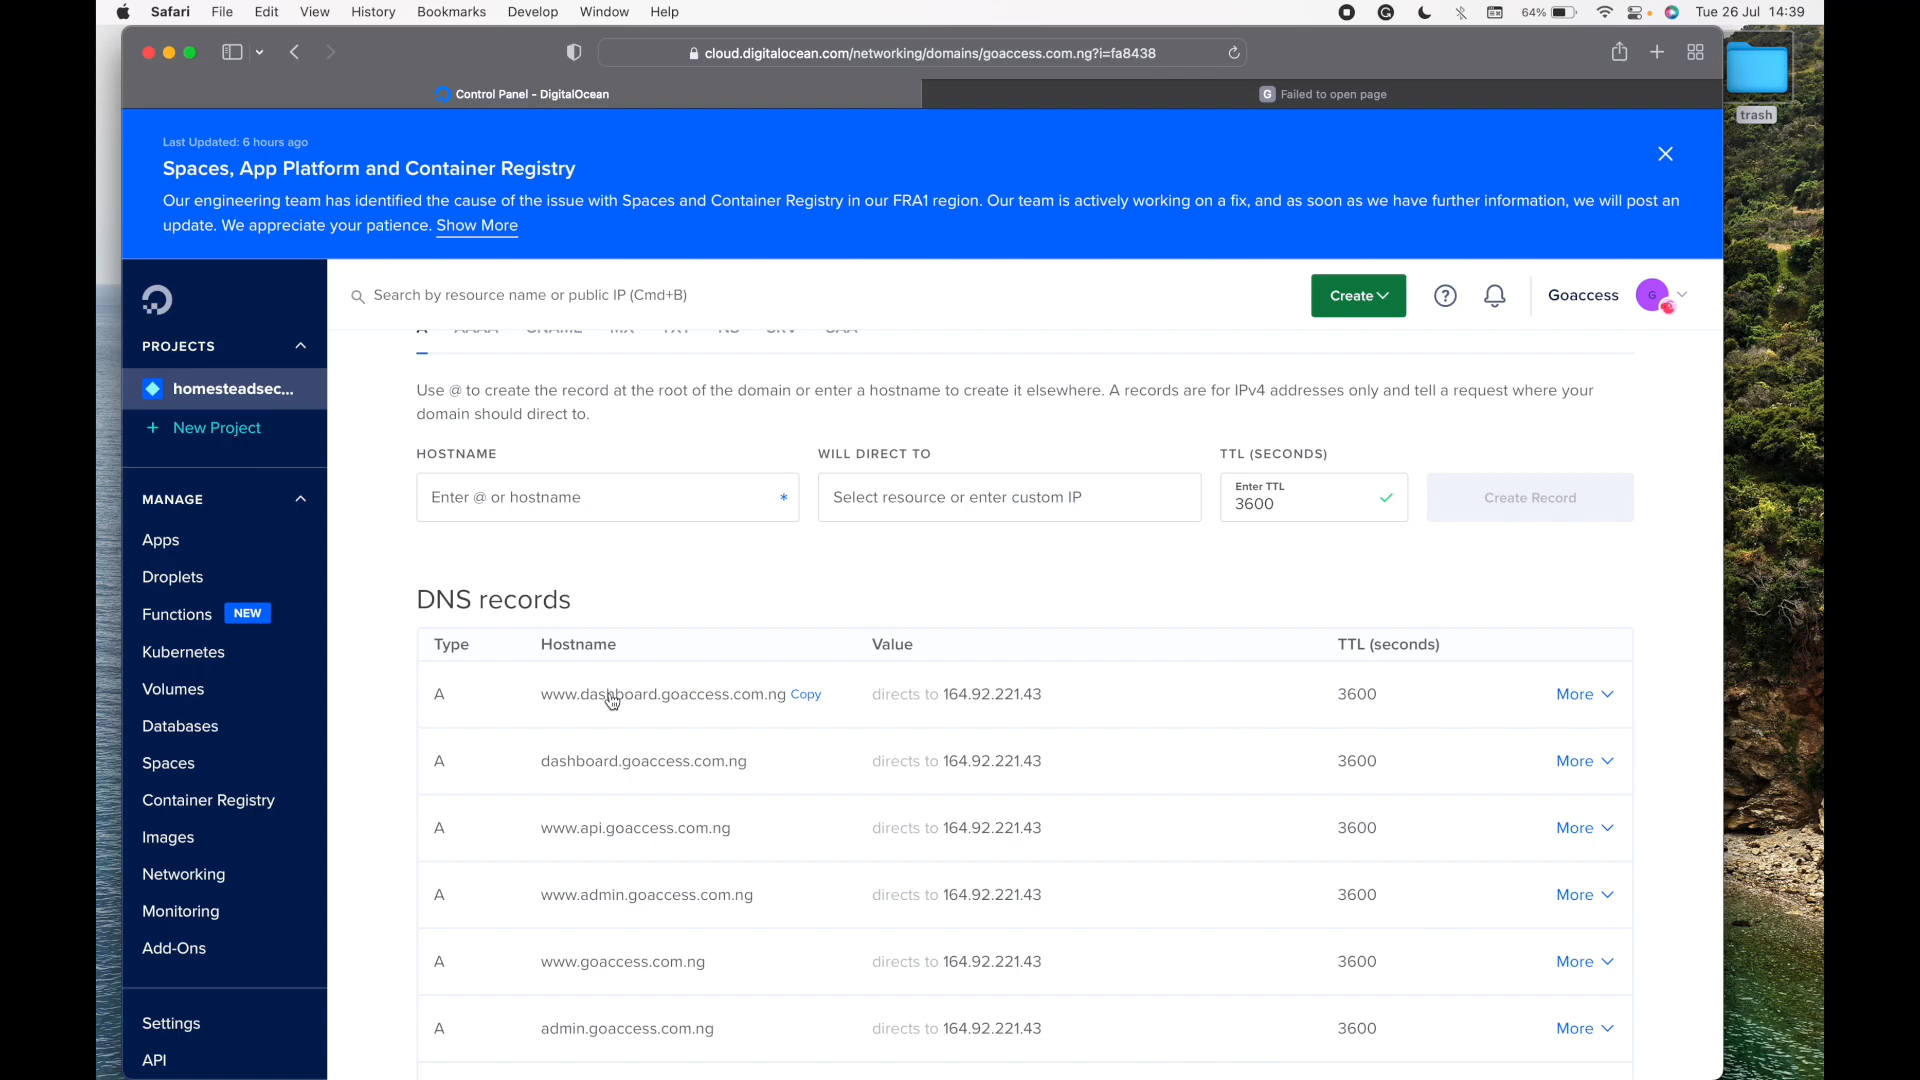 Safari File Edit View History Bookmarks Develop Window Help
64% Tue 26 Jul 14:39
cloud.digitalocean.com/networking/domains/goaccess.com.ng?i=fa8438
Control Panel - DigitalOcean
G Failed to open page
trash
Last Updated: 6 hours ago
Spaces, App Platform and Container Registry
Our engineering team has identified the cause of the issue with Spaces and Container Registry in our FRA1 region. Our team is actively working on a fix, and as soon as we have further information, we will post an
update. We appreciate your patience. Show More
Search by resource name or public IP (Cmd+B)
Create
Goaccess
G
PROJECTS
homesteadsec...
+ New Project
MANAGE
Apps
Droplets
Functions NEW
Kubernetes
Volumes
Databases
Spaces
Container Registry
Images
Networking
Monitoring
Add-Ons
Settings
API
A AAAA CNAME MX TXT NS SRV CAA
Use @ to create the record at the root of the domain or enter a hostname to create it elsewhere. A records are for IPv4 addresses only and tell a request where your
domain should direct to.
HOSTNAME WILL DIRECT TO TTL (SECONDS)
Enter @ or hostname *
Select resource or enter custom IP
Enter TTL
3600
Create Record
DNS records
Type Hostname Value TTL (seconds)
A www.dashboard.goaccess.com.ng Copy directs to 164.92.221.43 3600 More
A dashboard.goaccess.com.ng directs to 164.92.221.43 3600 More
A www.api.goaccess.com.ng directs to 164.92.221.43 3600 More
A www.admin.goaccess.com.ng directs to 164.92.221.43 3600 More
A www.goaccess.com.ng directs to 164.92.221.43 3600 More
A admin.goaccess.com.ng directs to 164.92.221.43 3600 More